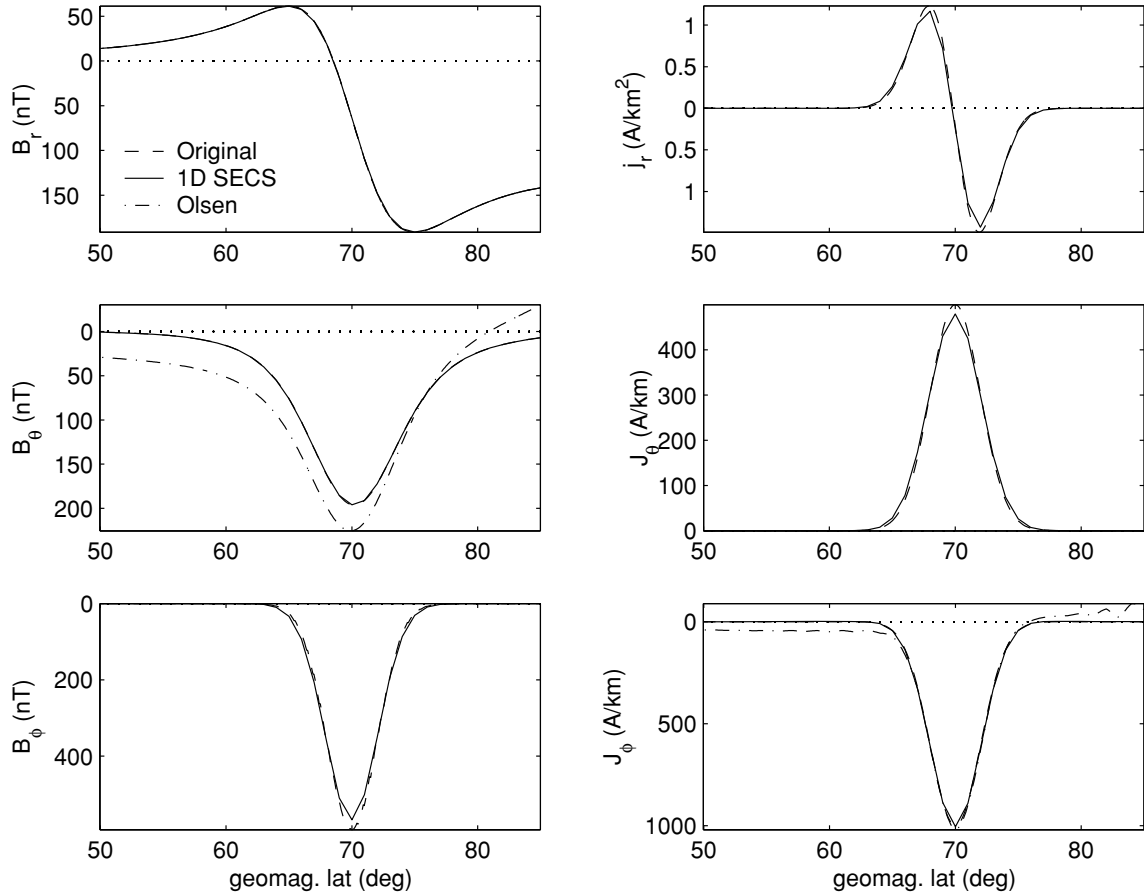 50
0
50
100
150
B_r (nT)
Original
1D SECS
Olsen
50 60 70 80
1
0.5
0
0.5
1
j_r (A/km²)
50 60 70 80
0
50
100
150
200
B_θ (nT)
50 60 70 80
400
300
200
100
0
J_θ (A/km)
50 60 70 80
0
200
400
B_ϕ (nT)
50 60 70 80
geomag. lat (deg)
0
500
1000
J_ϕ (A/km)
50 60 70 80
geomag. lat (deg)